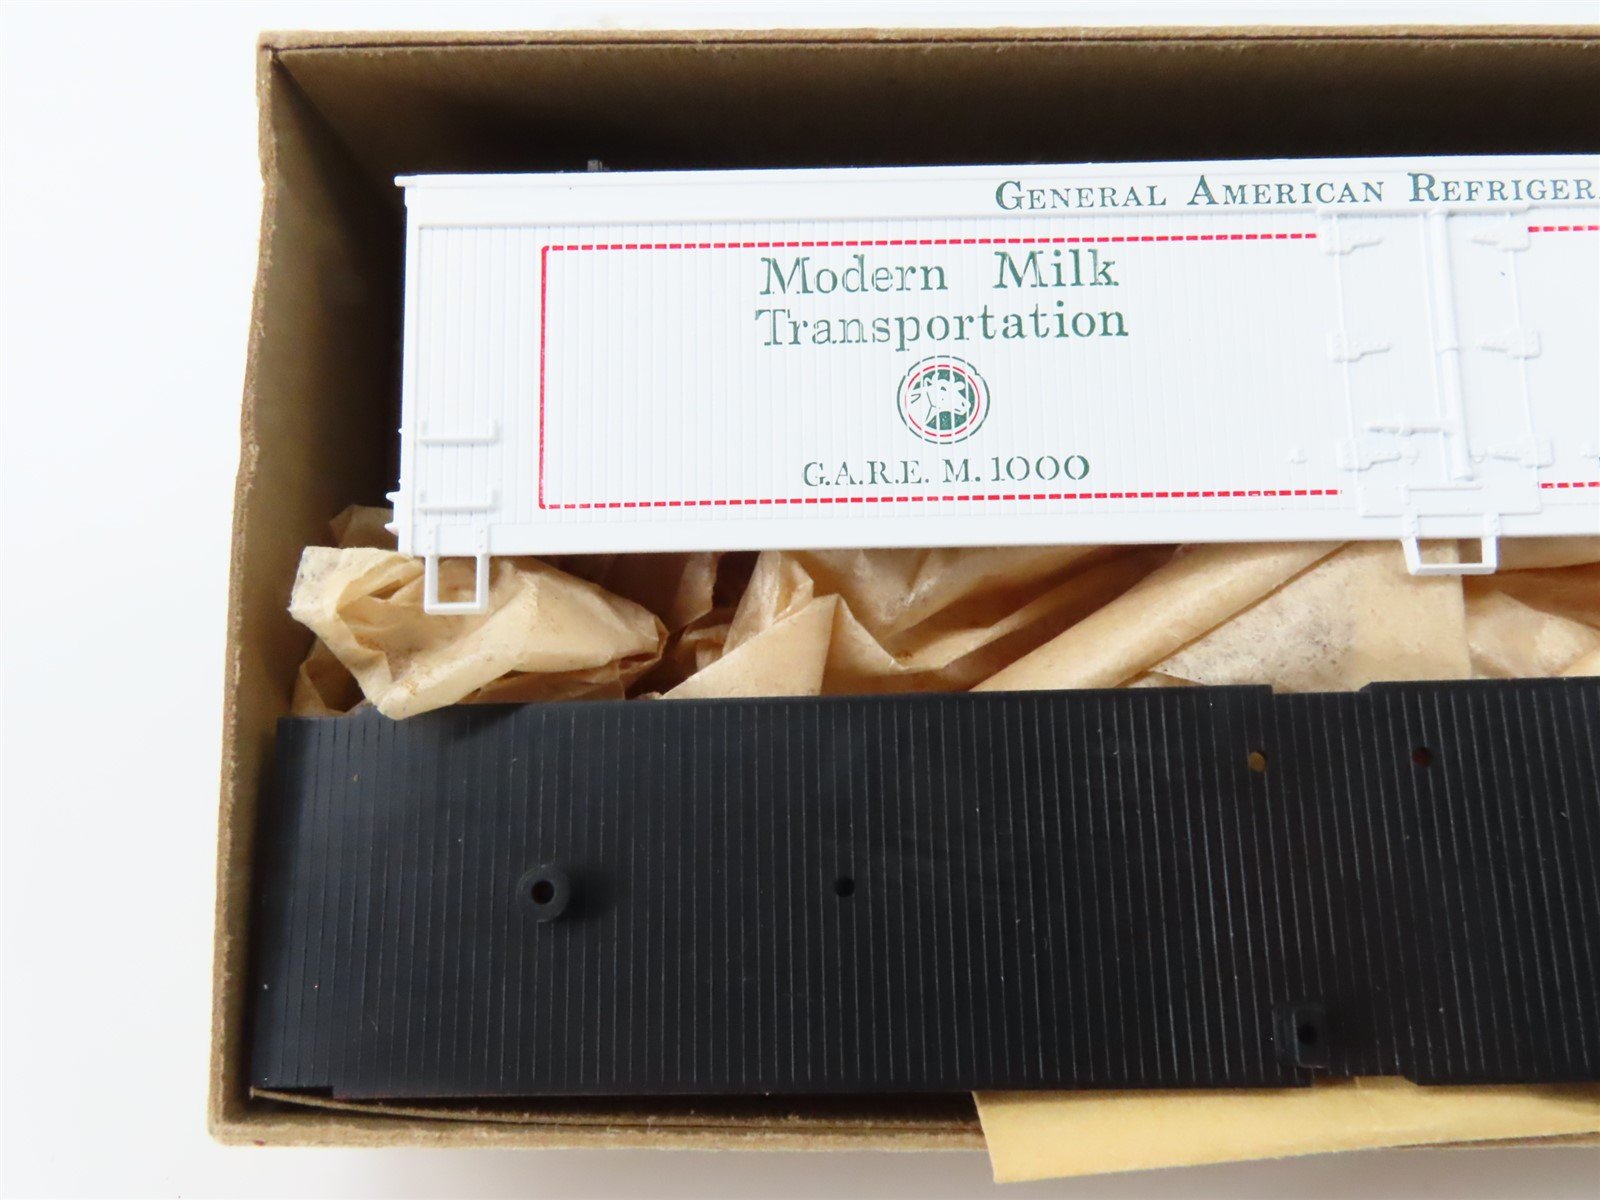 GENERAL AMERICAN REFRIGER
Modern Milk
Transportation
G.A.R.E. M. 1000